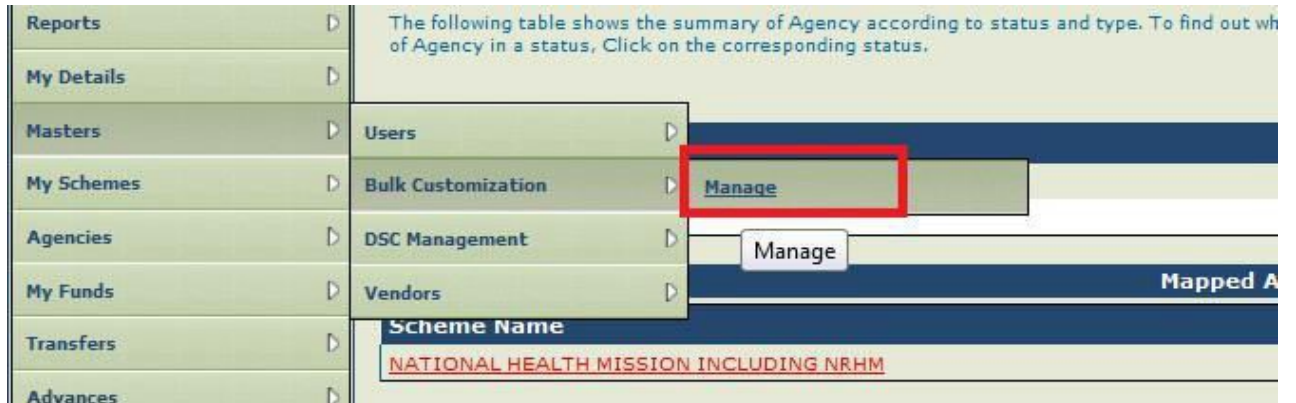 Reports
The following table shows the summary of Agency according to status and type. To find out wh
of Agency in a status, Click on the corresponding status.
My Details
Masters
Users
My Schemes
Bulk Customization
Manage
Agencies
DSC Management
Manage
My Funds
Vendors
Mapped A
Transfers
Scheme Name
NATIONAL HEALTH MISSION INCLUDING NRHM
Advances